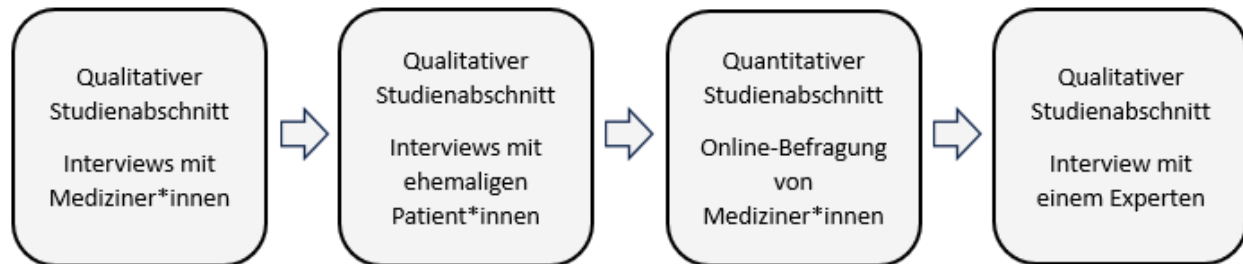 Qualitativer
Studienabschnitt
Interviews mit
Mediziner*innen
Qualitativer
Studienabschnitt
Interviews mit
ehemaligen
Patient*innen
Quantitativer
Studienabschnitt
Online-Befragung
von
Mediziner*innen
Qualitativer
Studienabschnitt
Interview mit
einem Experten